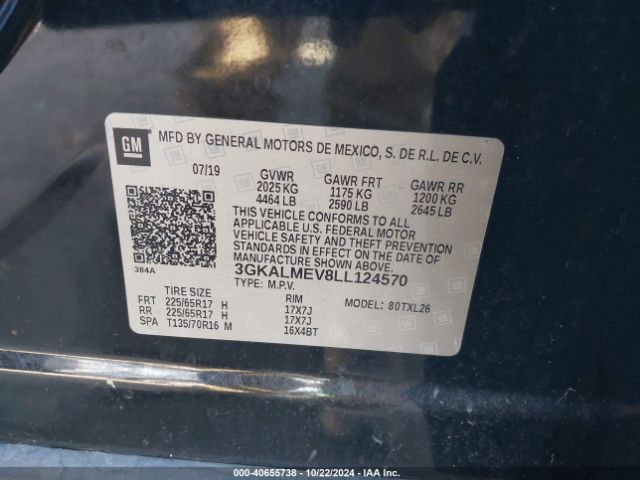 GM
MFD BY GENERAL MOTORS DE MEXICO, S. DE R.L. DE C.V.
07/19 GVWR GAWR FRT GAWR RR
2025 KG 1175 KG 1200 KG
4464 LB 2590 LB 2645 LB
THIS VEHICLE CONFORMS TO ALL
APPLICABLE U.S. FEDERAL MOTOR
VEHICLE SAFETY AND THEFT PREVENTION
STANDARDS IN EFFECT ON THE DATE OF
MANUFACTURE SHOWN ABOVE.
384A 3GKALMEV8LL124570
TYPE: M.P.V. MODEL: 80TXL26
TIRE SIZE RIM
FRT 225/65R17 H 17X7J
RR 225/65R17 H 17X7J
SPA T135/70R16 M 16X4BT
000-40655738 - 10/22/2024 - IAA Inc.